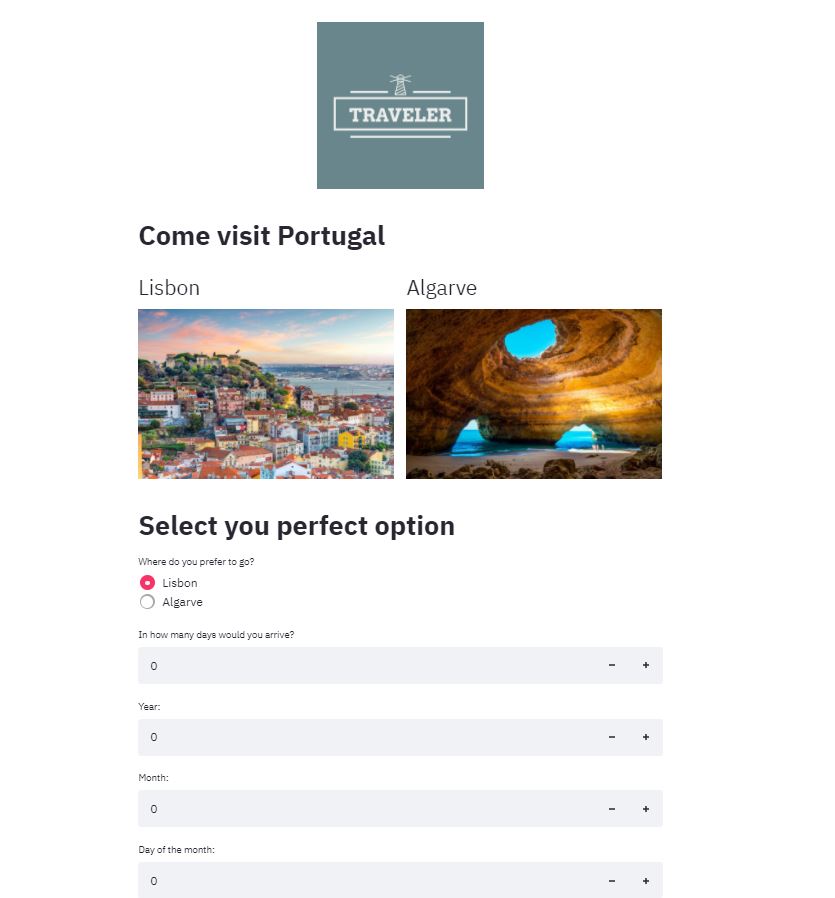 TRAVELER
Come visit Portugal
Lisbon
Algarve
Select you perfect option
Where do you prefer to go?
Lisbon
Algarve
In how many days would you arrive?
0
Year:
0
Month:
0
Day of the month:
0